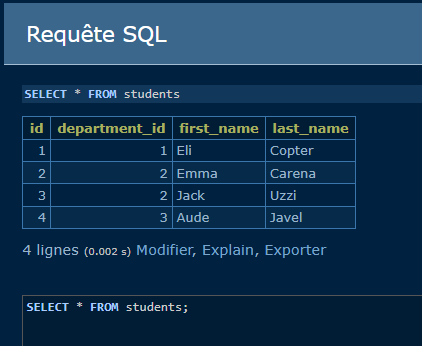 Requête SQL
SELECT * FROM students
id department_id first_name last_name
1 1 Eli Copter
2 2 Emma Carena
3 2 Jack Uzzi
4 3 Aude Javel
4 lignes (0.002 s) Modifier, Explain, Exporter
SELECT * FROM students;